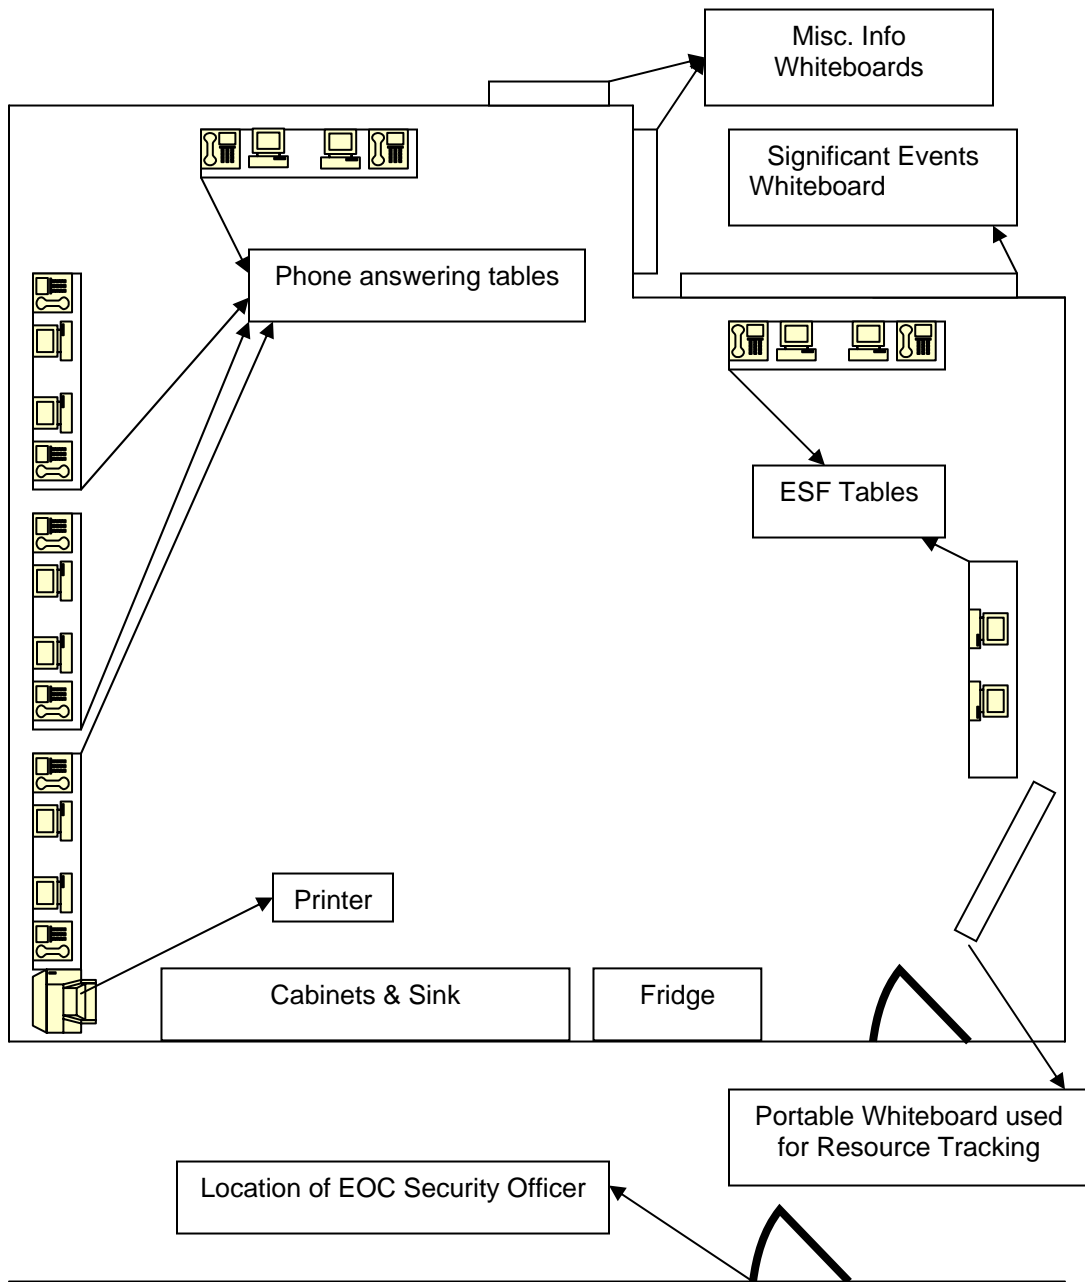 Misc. Info
Whiteboards
Significant Events
Whiteboard
Phone answering tables
ESF Tables
Printer
Cabinets & Sink
Fridge
Portable Whiteboard used
for Resource Tracking
Location of EOC Security Officer